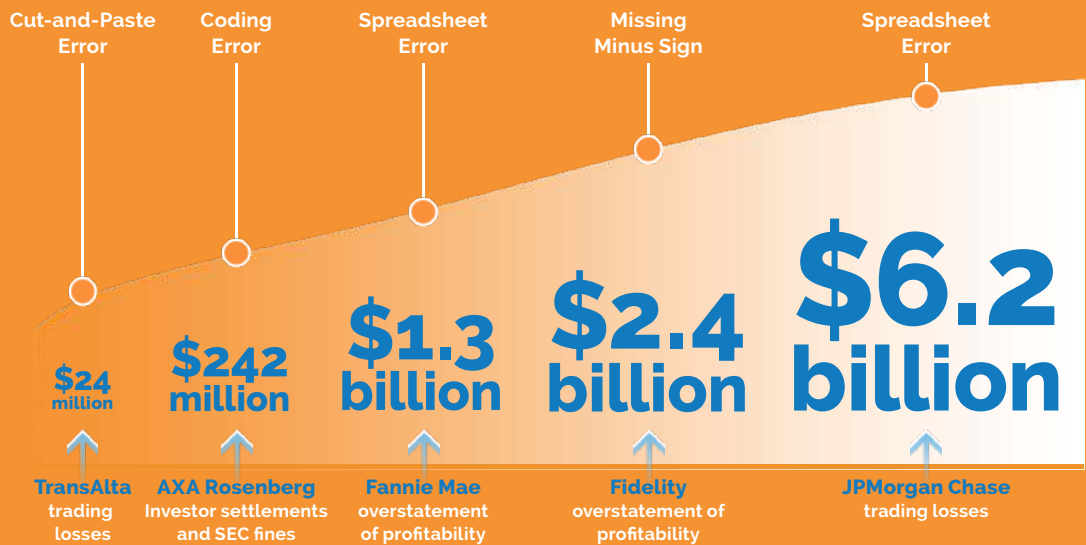 Cut-and-Paste
Error
Coding
Error
Spreadsheet
Error
Missing
Minus Sign
Spreadsheet
Error
$24
million
$242
million
$1.3
billion
$2.4
billion
$6.2
billion
TransAlta
trading
losses
AXA Rosenberg
Investor settlements
and SEC fines
Fannie Mae
overstatement
of profitability
Fidelity
overstatement of
profitability
JPMorgan Chase
trading losses